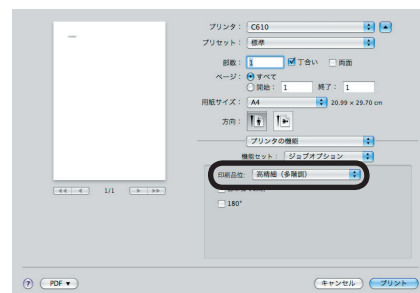 プリンタ： C610
プリセット： 標準
部数： 1 丁合い 両面
ページ： すべて
開始： 1 終了： 1
用紙サイズ： A4 20.99 x 29.70 cm
方向：
プリンタの機能
機能セット： ジョブオプション
印刷品位: 高精細（多階調）
180°
1/1
? PDF ▼ キャンセル プリント